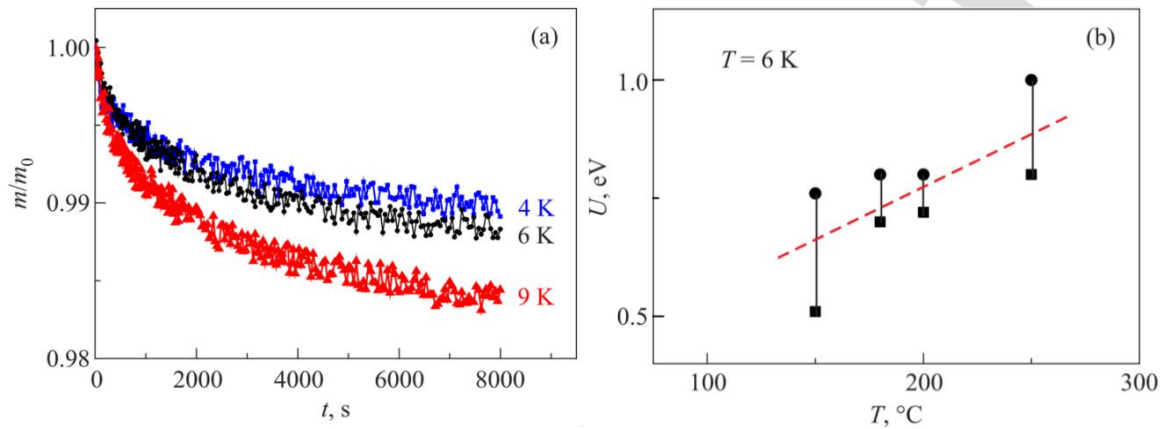 (a)
1.00
0.99
0.98
m/m0
4 K
6 K
9 K
0 2000 4000 6000 8000
t, s
(b)
T = 6 K
1.0
0.5
U, eV
100 200 300
T, °C